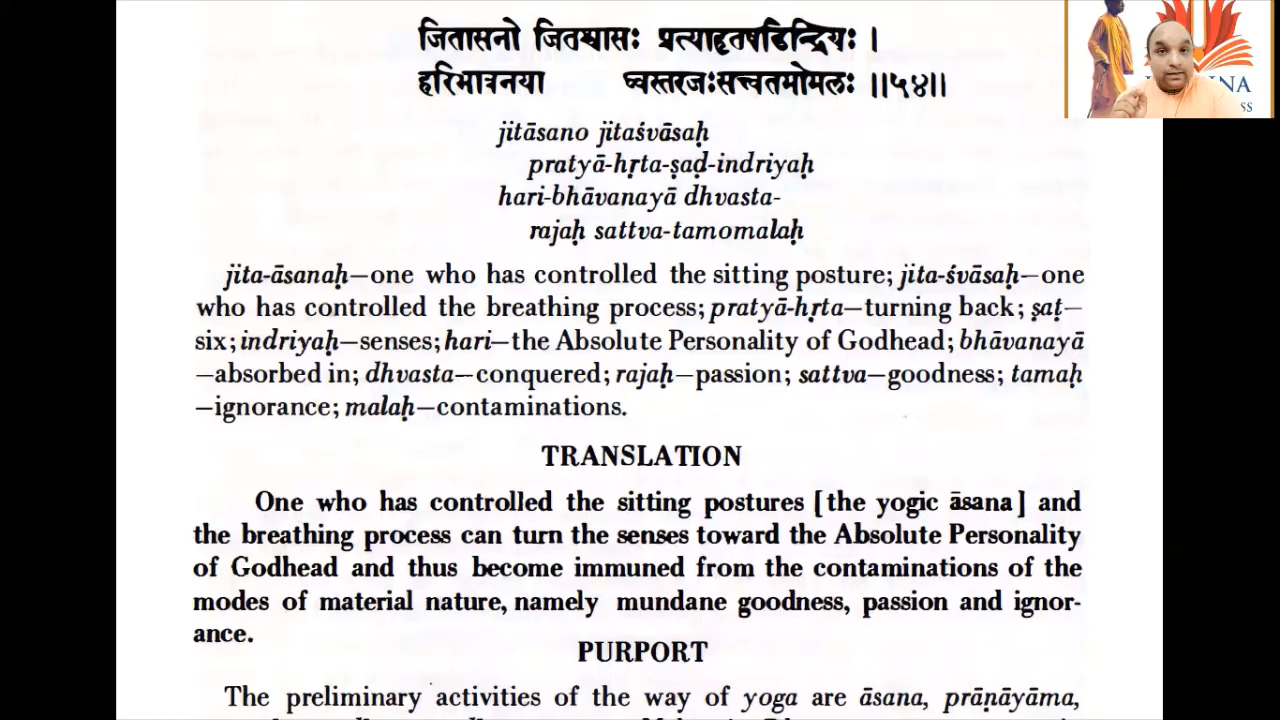 जितासनो जितश्वासः प्रत्याहृतषडिन्द्रियः ।
हरिभावनया ध्वस्तरजःसत्त्वतमोमलः ॥५४॥
jitāsano jitaśvāsaḥ
pratyā-hṛta-ṣaḍ-indriyaḥ
hari-bhāvanayā dhvasta-
rajaḥ sattva-tamomalaḥ
jita-āsanaḥ—one who has controlled the sitting posture; jita-śvāsaḥ—one
who has controlled the breathing process; pratyā-hṛta—turning back; ṣaṭ—
six; indriyaḥ—senses; hari—the Absolute Personality of Godhead; bhāvanayā
—absorbed in; dhvasta—conquered; rajaḥ—passion; sattva—goodness; tamaḥ
—ignorance; malaḥ—contaminations.
TRANSLATION
One who has controlled the sitting postures [the yogic āsana] and
the breathing process can turn the senses toward the Absolute Personality
of Godhead and thus become immuned from the contaminations of the
modes of material nature, namely mundane goodness, passion and ignor-
ance.
PURPORT
The preliminary activities of the way of yoga are āsana, prāṇāyāma,